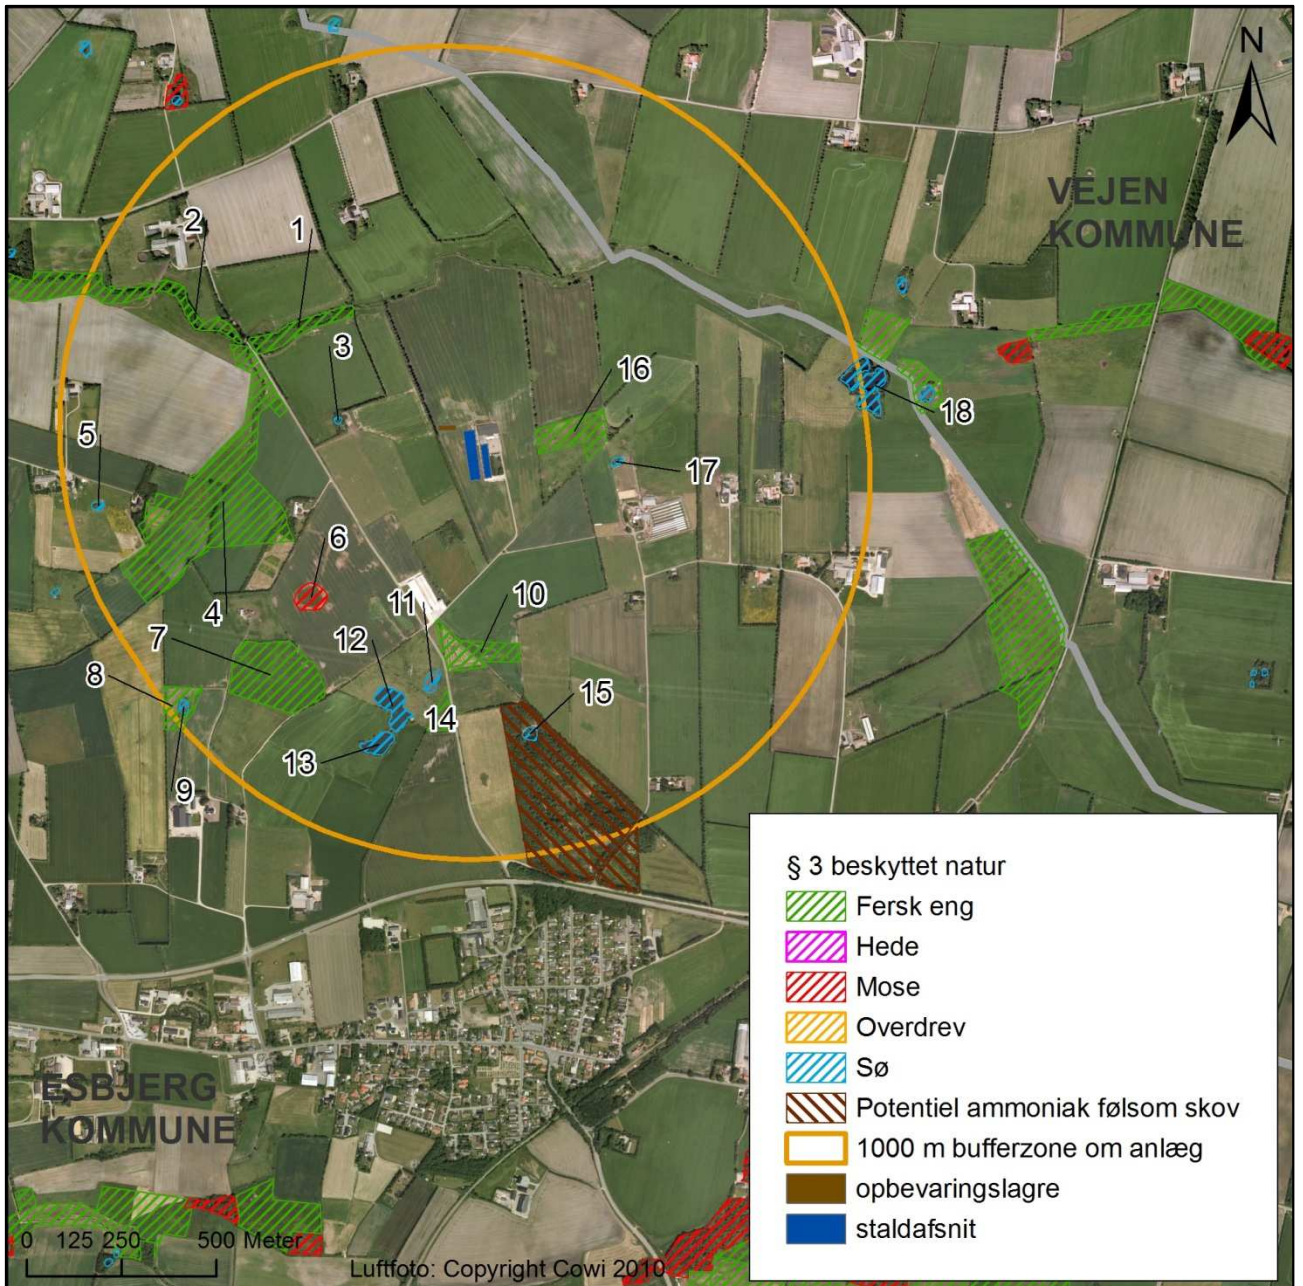 N
VEJEN
KOMMUNE
2
1
3
16
5
18
17
6
11
10
4
12
7
8
15
14
13
9
§ 3 beskyttet natur
Fersk eng
Hede
Mose
Overdrev
Sø
Potentiel ammoniak følsom skov
1000 m bufferzone om anlæg
opbevaringslagre
staldafsnit
ESBJERG
KOMMUNE
0 125 250 500 Meter
Luftfoto: Copyright Cowi 2010